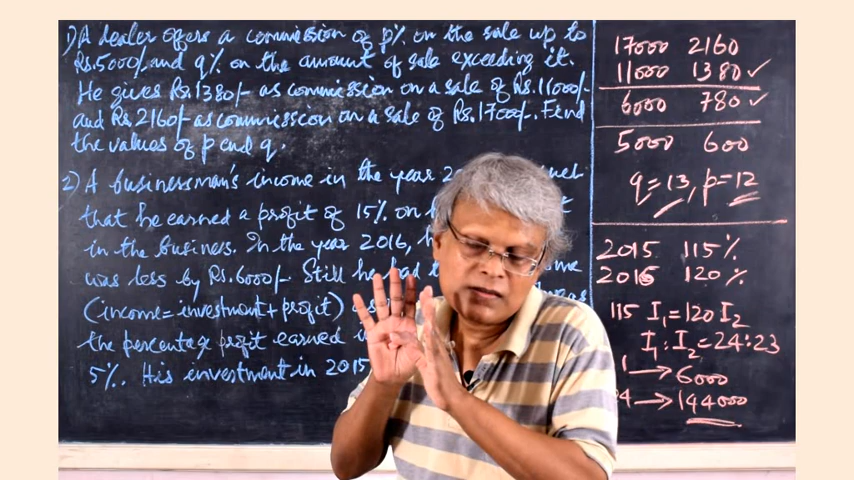 1) A dealer offers a commission of p% on the sale up to
Rs.5000/- and q% on the amount of sale exceeding it.
He gives Rs.1380/- as commission on a sale of Rs.11000/-
and Rs.2160/- as commission on a sale of Rs.17000/-. Find
the values of p and q.
2) A businessman's income in the year
that he earned a profit of 15% on
in the business. In the year 2016,
was less by Rs.6000/-. Still he had
(income=investment+profit)
the percentage profit earned
5%. His investment in 2015
17000 2160
11000 1380 ✓
6000 780 ✓
5000 600
q=13, p=12
2015 115%
2016 120%
115 I₁=120 I₂
I₁:I₂=24:23
1 → 6000
4 → 144000